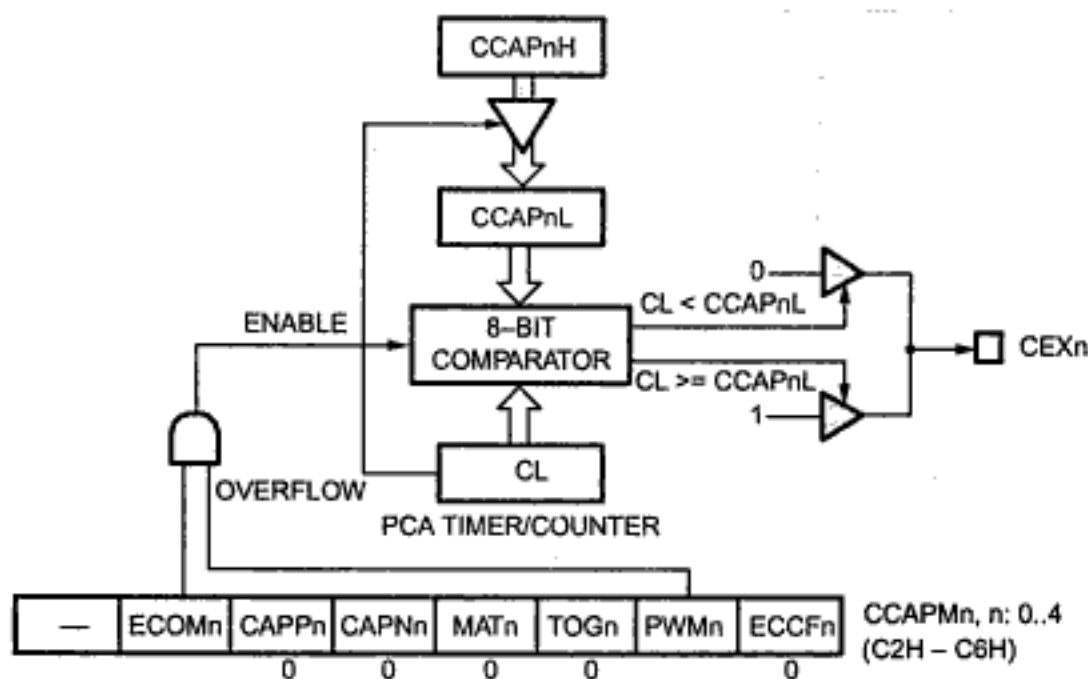 CCAPnH
CCAPnL
0
CL < CCAPnL
ENABLE
8–BIT
COMPARATOR
CEXn
CL >= CCAPnL
1
OVERFLOW
CL
PCA TIMER/COUNTER
— ECOMn CAPPn CAPNn MATn TOGn PWMn ECCFn
CCAPMn, n: 0..4
(C2H – C6H)
0 0 0 0 0